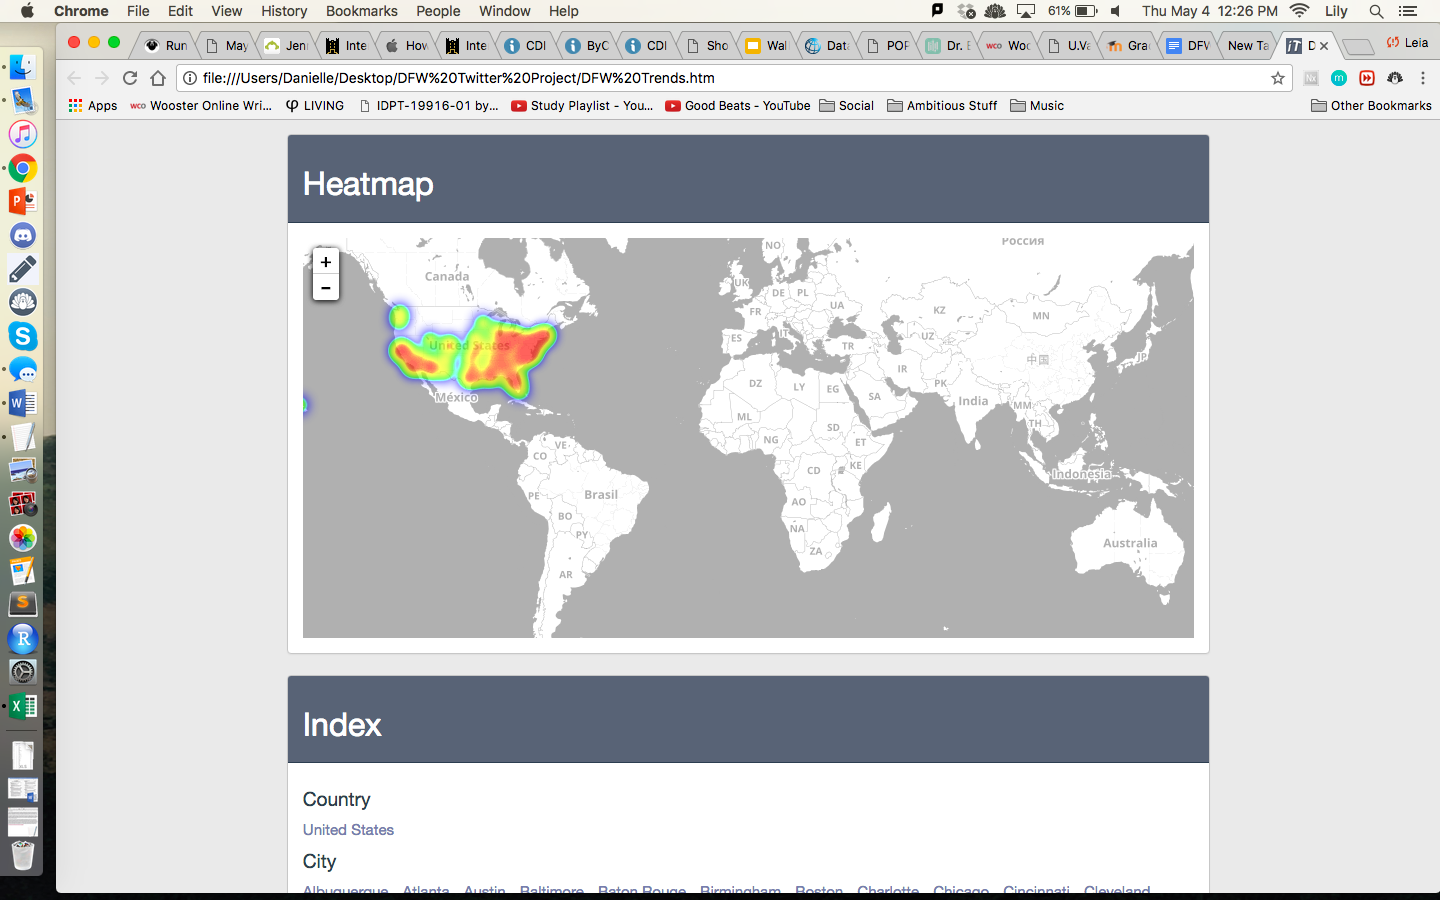 Chrome File Edit View History Bookmarks People Window Help 61% Thu May 4 12:26 PM Lily
Run May Jenn Inte How Inte CDI ByC CDI Sho Wal Data POP Dr. E Woo U.Va Gra DFW New Ta D Leia
file:///Users/Danielle/Desktop/DFW%20Twitter%20Project/DFW%20Trends.htm
Apps Wooster Online Wri... LIVING IDPT-19916-01 by... Study Playlist - You... Good Beats - YouTube Social Ambitious Stuff Music Other Bookmarks
Heatmap
+
−
Россия
NO
Canada
UK
DE PL
UA
FR
KZ
MN
ES
IT
TR
UZ
中国
JP
United States
IR
PK
DZ
LY
EG
SA
India
MM
TH
México
ML
NG
SD
ET
VE
CO
CD
KE
Indonesia
PE
Brasil
AO
BO
NA
PY
ZA
Australia
AR
Index
Country
United States
City
Albuquerque Atlanta Austin Baltimore Baton Rouge Birmingham Boston Charlotte Chicago Cincinnati Cleveland